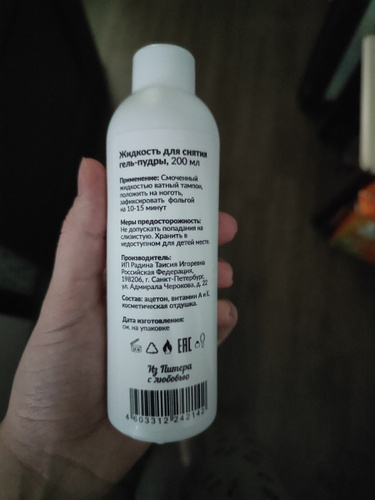 Жидкость для снятия
гель-пудры, 200 мл
Применение: Смоченный
жидкостью ватный тампон,
положить на ноготь,
зафиксировать фольгой
на 10-15 минут
Меры предосторожность:
Не допускать попадания на
слизистую. Хранить в
недоступном для детей месте.
Производитель:
ИП Радина Таисия Игоревна
Российская Федерация,
198206, г. Санкт-Петербург,
ул. Адмирала Черокова, д. 22
Состав: ацетон, витамин А и Е,
косметическая отдушка.
Дата изготовления:
см. на упаковке
ЕАС
Из Питера
с любовью
4603312242142